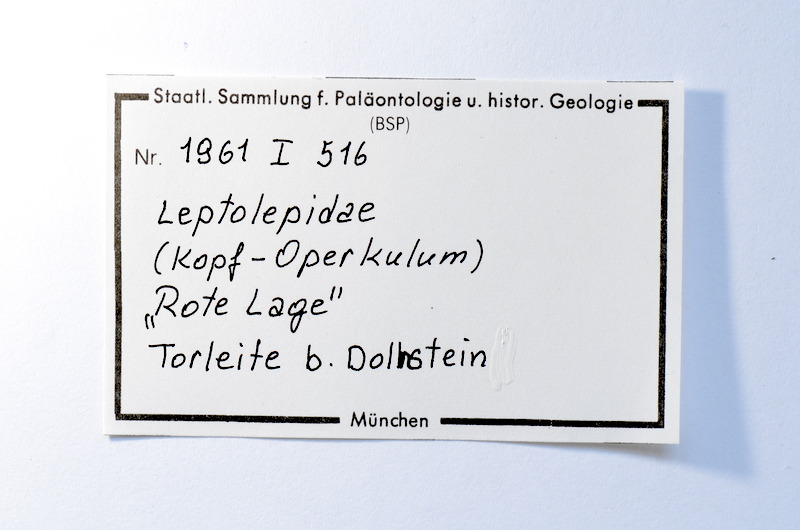 Staatl. Sammlung f. Paläontologie u. histor. Geologie
(BSP)
Nr. 1961 I 516
Leptolepidae
(Kopf-Operkulum)
„Rote Lage"
Torleite b. Dollnstein
München